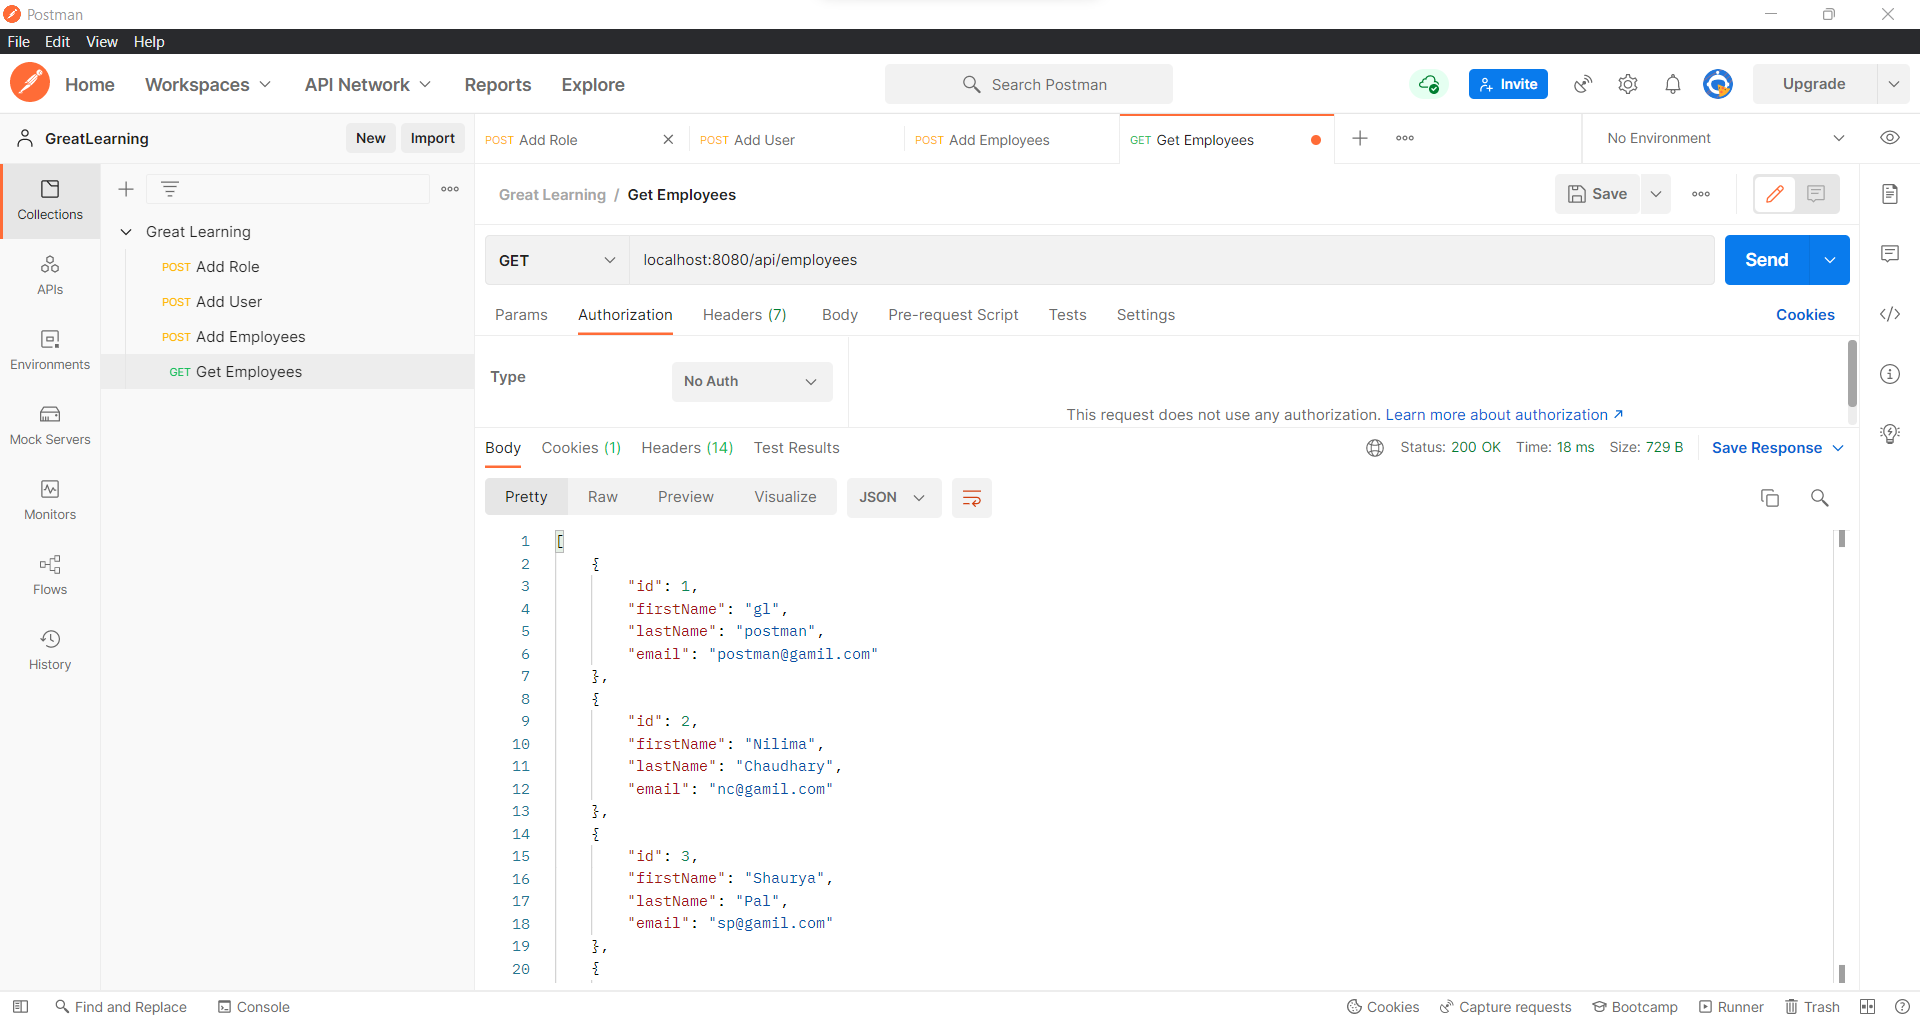 Postman
File Edit View Help
Home Workspaces API Network Reports Explore Search Postman Invite Upgrade
GreatLearning New Import POST Add Role POST Add User POST Add Employees GET Get Employees No Environment
Collections
APIs
Environments
Mock Servers
Monitors
Flows
History
Great Learning
POST Add Role
POST Add User
POST Add Employees
GET Get Employees
Great Learning / Get Employees Save
GET localhost:8080/api/employees Send
Params Authorization Headers (7) Body Pre-request Script Tests Settings Cookies
Type No Auth
This request does not use any authorization. Learn more about authorization ↗
Body Cookies (1) Headers (14) Test Results Status: 200 OK Time: 18 ms Size: 729 B Save Response
Pretty Raw Preview Visualize JSON
1 [
2 {
3 "id": 1,
4 "firstName": "gl",
5 "lastName": "postman",
6 "email": "postman@gamil.com"
7 },
8 {
9 "id": 2,
10 "firstName": "Nilima",
11 "lastName": "Chaudhary",
12 "email": "nc@gamil.com"
13 },
14 {
15 "id": 3,
16 "firstName": "Shaurya",
17 "lastName": "Pal",
18 "email": "sp@gamil.com"
19 },
20 {
Find and Replace Console Cookies Capture requests Bootcamp Runner Trash